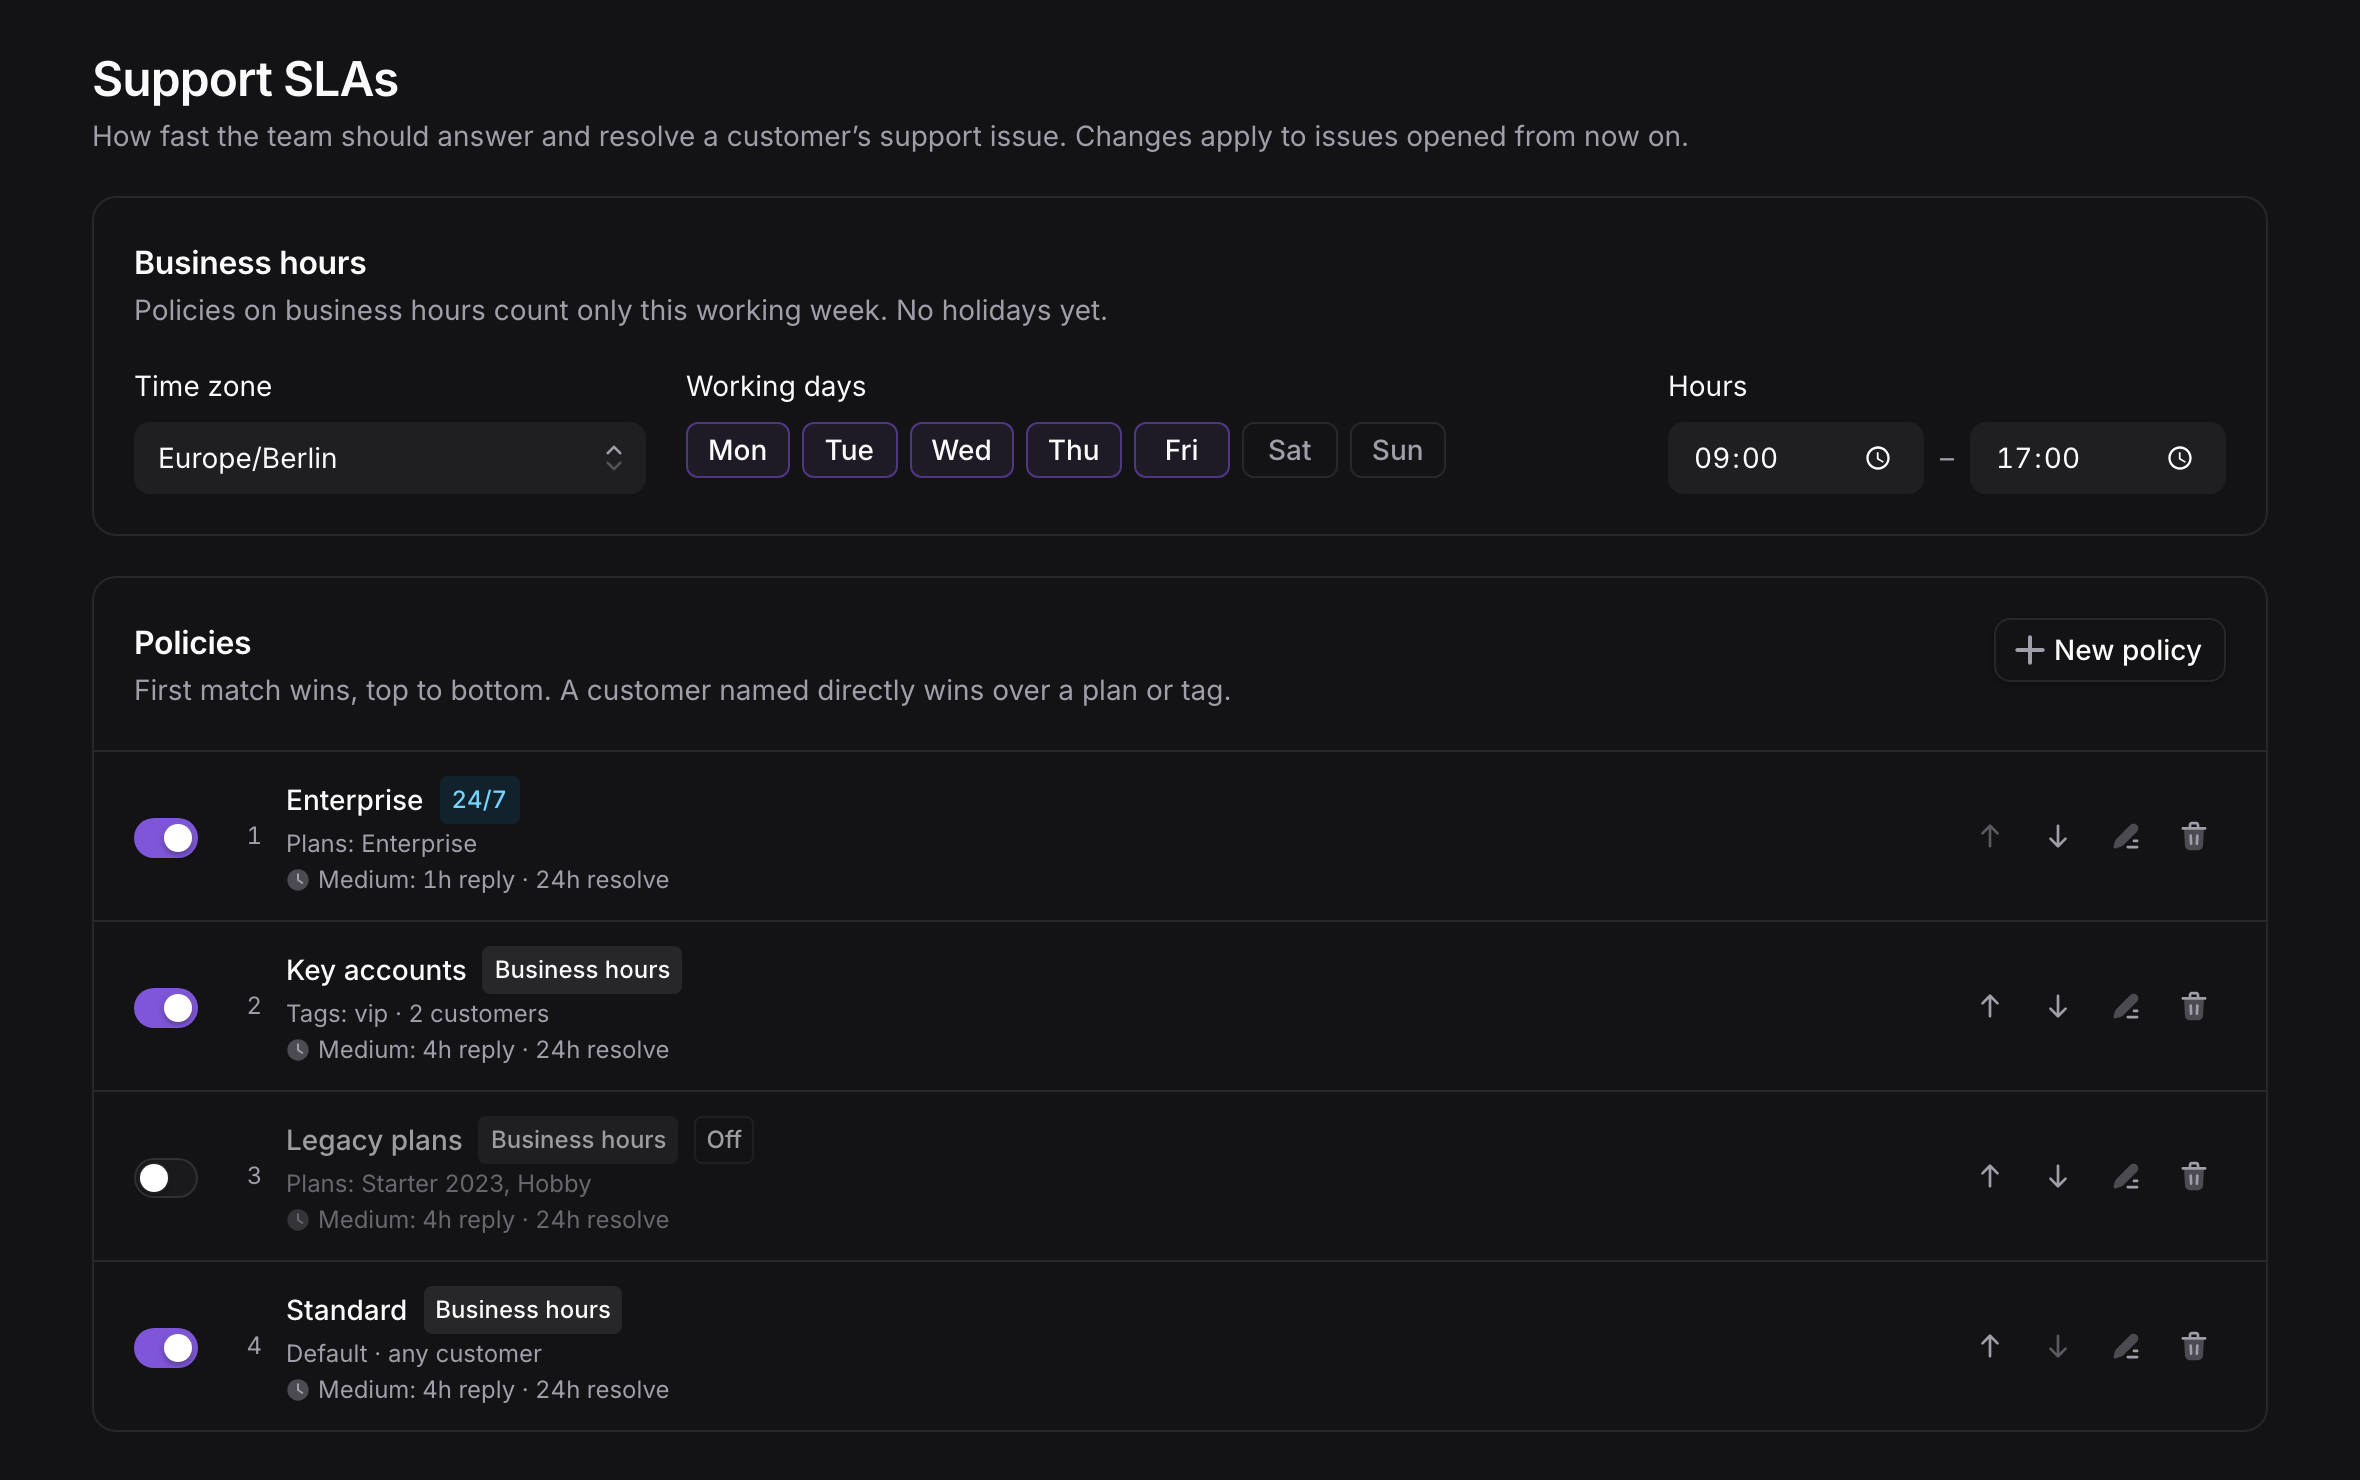 Support SLAs
How fast the team should answer and resolve a customer’s support issue. Changes apply to issues opened from now on.
Business hours
Policies on business hours count only this working week. No holidays yet.
Time zone
Working days
Hours
Europe/Berlin
Mon Tue Wed Thu Fri Sat Sun
09:00 – 17:00
Policies
First match wins, top to bottom. A customer named directly wins over a plan or tag.
New policy
1
Enterprise 24/7
Plans: Enterprise
Medium: 1h reply · 24h resolve
2
Key accounts Business hours
Tags: vip · 2 customers
Medium: 4h reply · 24h resolve
3
Legacy plans Business hours Off
Plans: Starter 2023, Hobby
Medium: 4h reply · 24h resolve
4
Standard Business hours
Default · any customer
Medium: 4h reply · 24h resolve